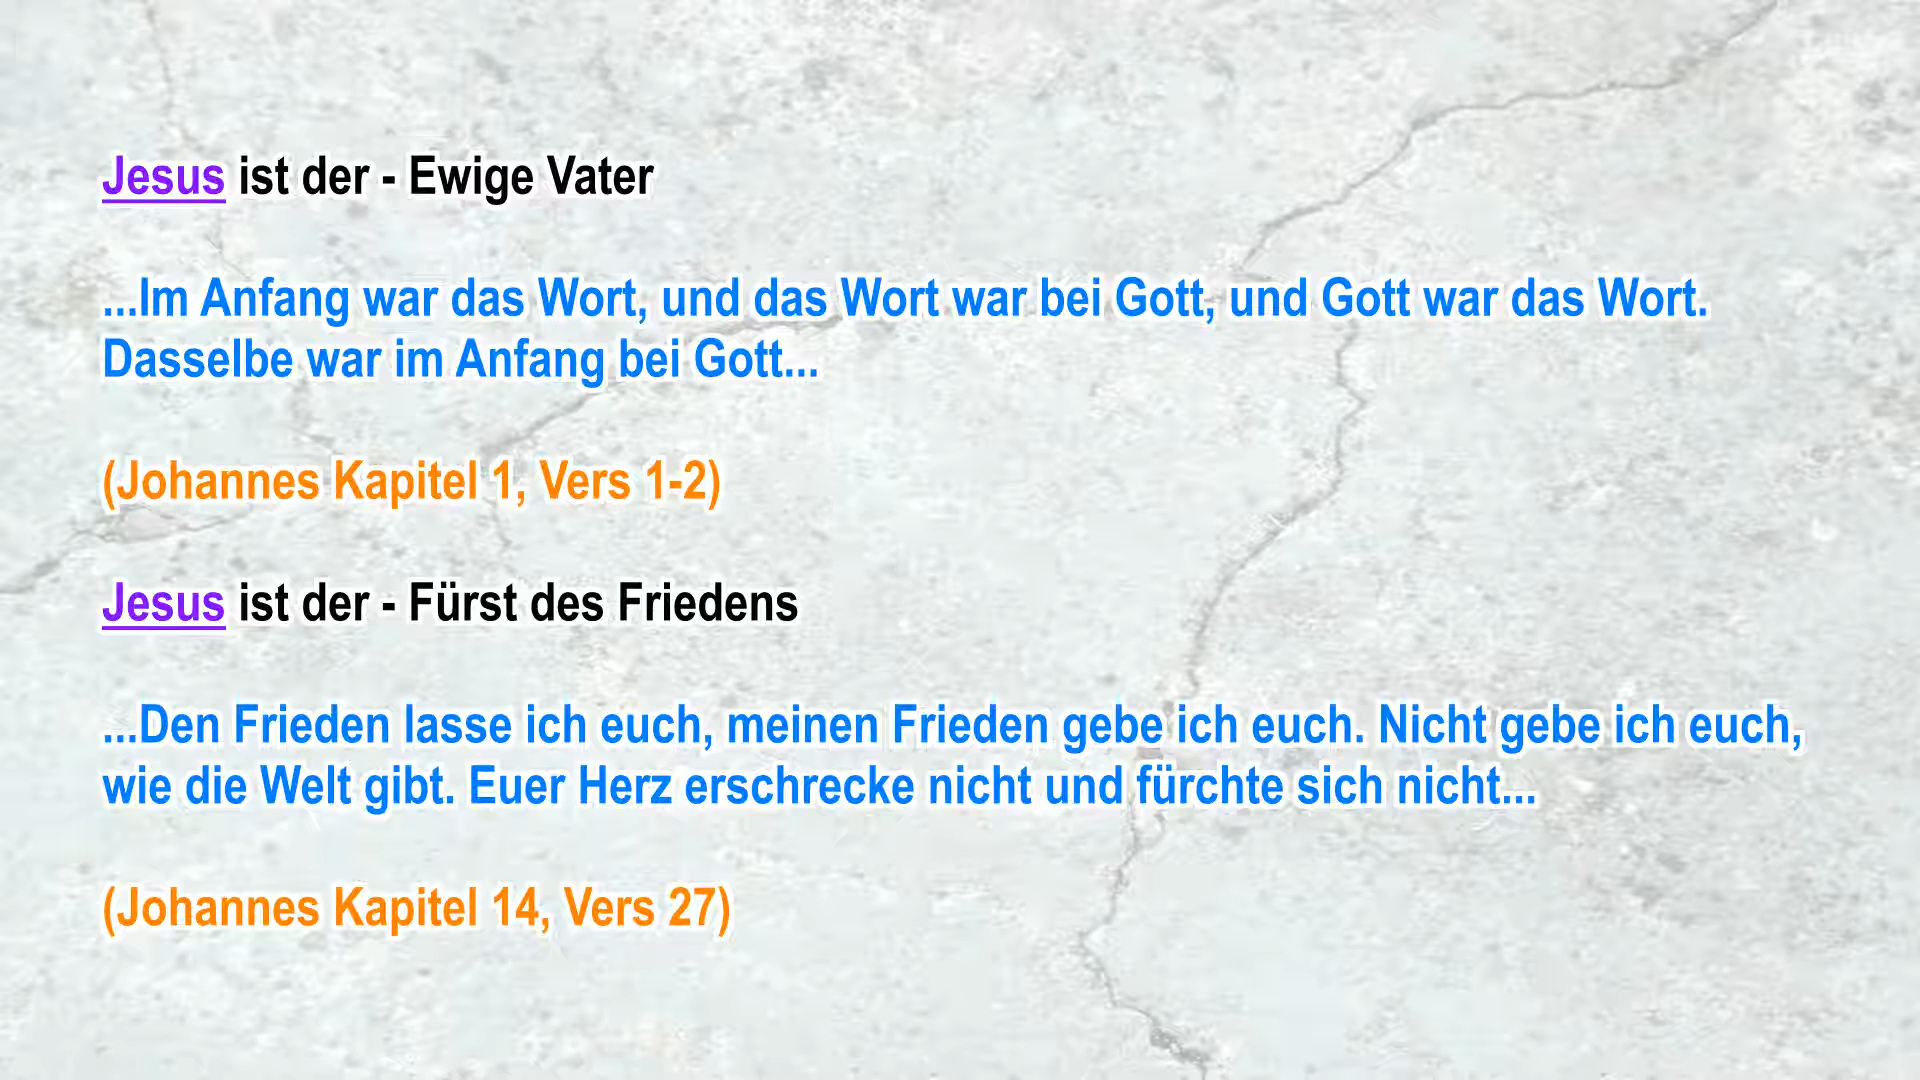 Jesus ist der - Ewige Vater
...Im Anfang war das Wort, und das Wort war bei Gott, und Gott war das Wort.
Dasselbe war im Anfang bei Gott...
(Johannes Kapitel 1, Vers 1-2)
Jesus ist der - Fürst des Friedens
...Den Frieden lasse ich euch, meinen Frieden gebe ich euch. Nicht gebe ich euch,
wie die Welt gibt. Euer Herz erschrecke nicht und fürchte sich nicht...
(Johannes Kapitel 14, Vers 27)